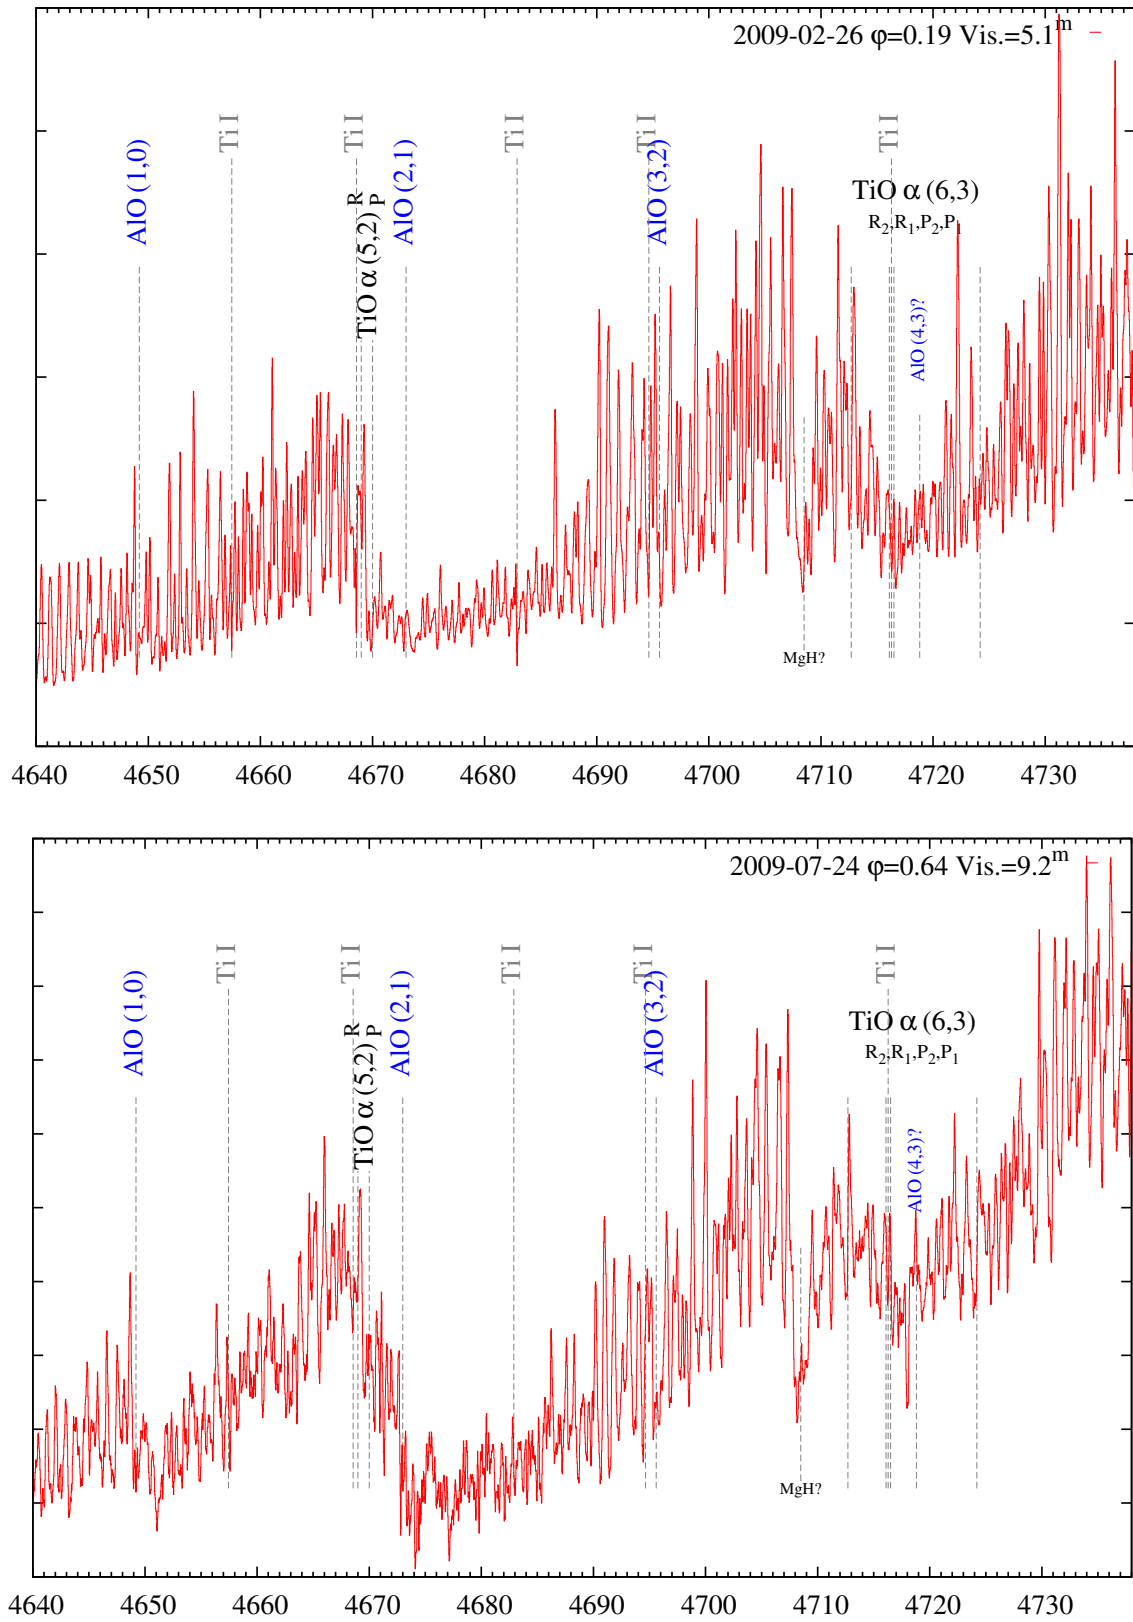 2009-02-26 φ=0.19 Vis.=5.1m
Ti I
Ti I
Ti I
Ti I
Ti I
AlO (1,0)
TiO α (5,2) R P
AlO (2,1)
AlO (3,2)
TiO α (6,3)
R2,R1,P2,P1
AlO (4,3)?
MgH?
4640 4650 4660 4670 4680 4690 4700 4710 4720 4730
2009-07-24 φ=0.64 Vis.=9.2m
Ti I
Ti I
Ti I
Ti I
Ti I
AlO (1,0)
TiO α (5,2) R P
AlO (2,1)
AlO (3,2)
TiO α (6,3)
R2,R1,P2,P1
AlO (4,3)?
MgH?
4640 4650 4660 4670 4680 4690 4700 4710 4720 4730